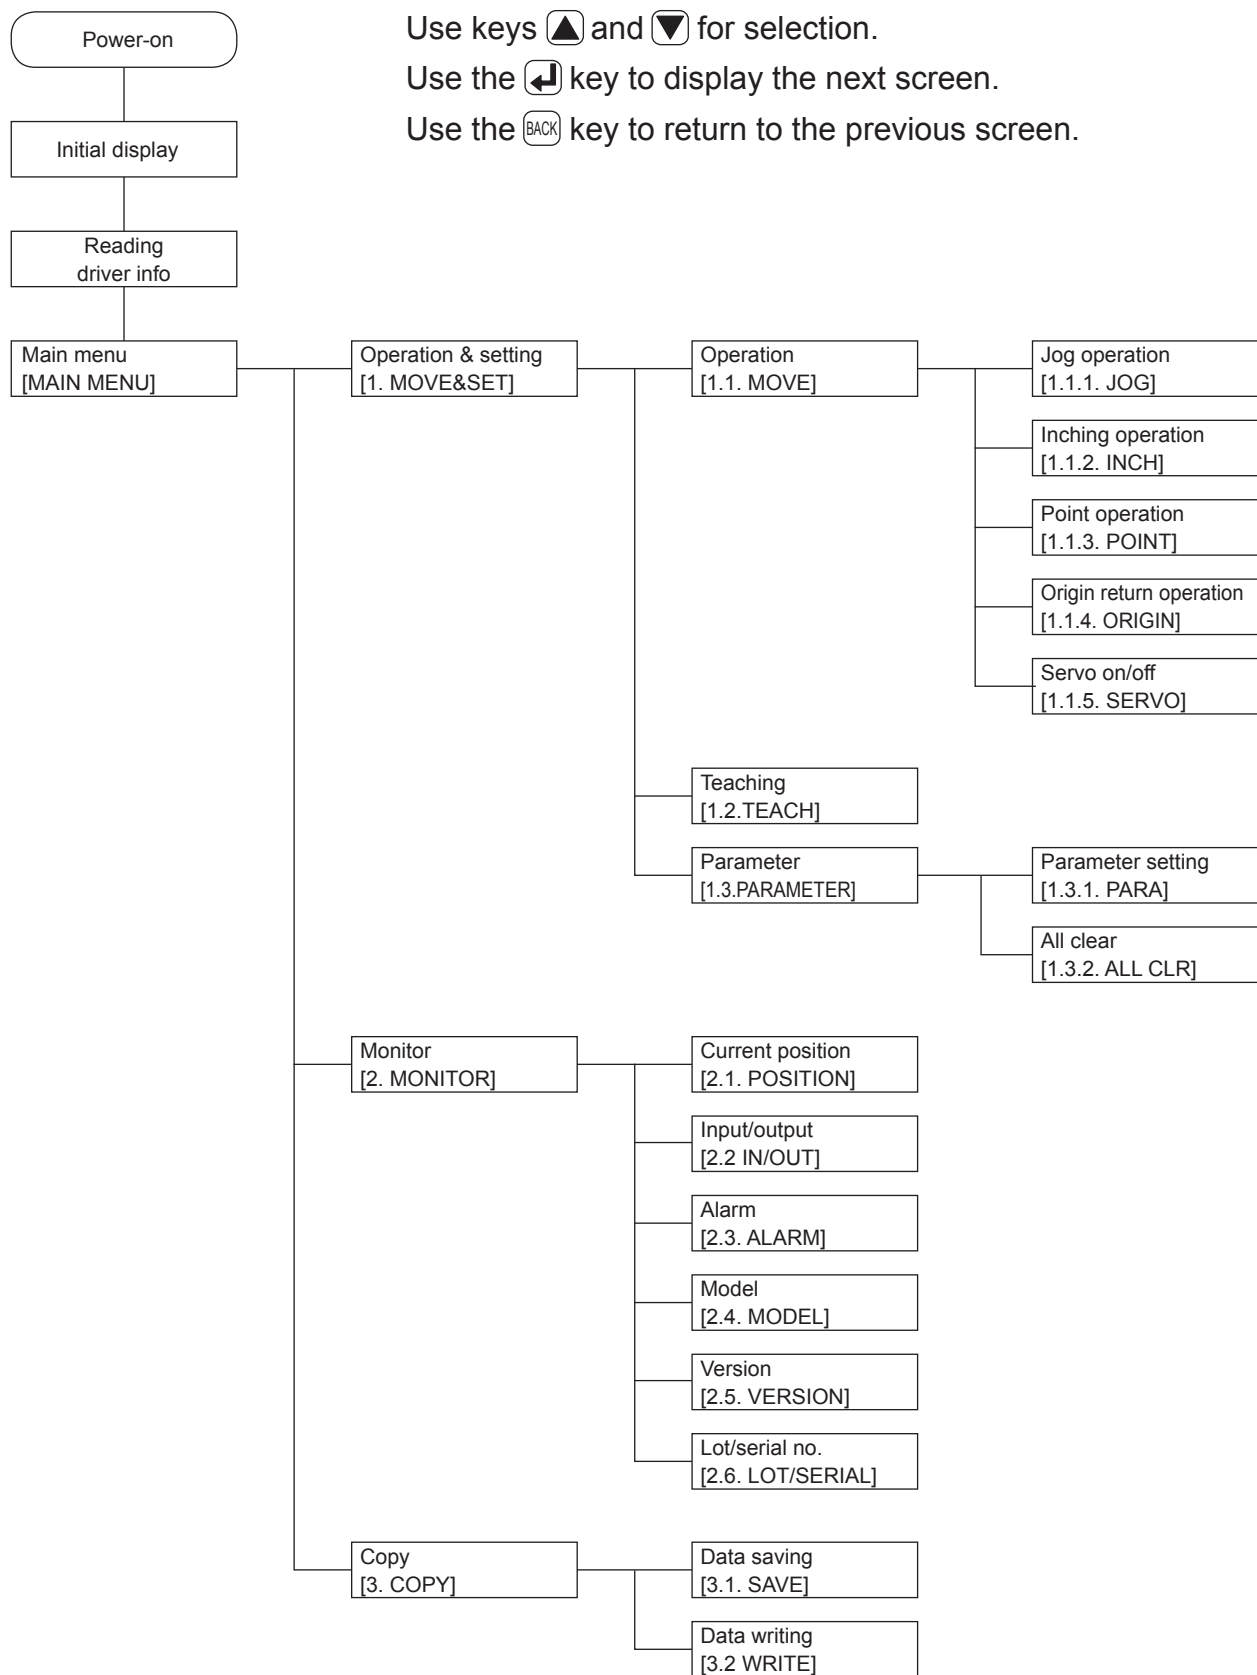 Power-on
Use keys ▲ and ▼ for selection.
Use the ↵ key to display the next screen.
Use the BACK key to return to the previous screen.
Initial display
Reading
driver info
Main menu
[MAIN MENU]
Operation & setting
[1. MOVE&SET]
Operation
[1.1. MOVE]
Jog operation
[1.1.1. JOG]
Inching operation
[1.1.2. INCH]
Point operation
[1.1.3. POINT]
Origin return operation
[1.1.4. ORIGIN]
Servo on/off
[1.1.5. SERVO]
Teaching
[1.2.TEACH]
Parameter
[1.3.PARAMETER]
Parameter setting
[1.3.1. PARA]
All clear
[1.3.2. ALL CLR]
Monitor
[2. MONITOR]
Current position
[2.1. POSITION]
Input/output
[2.2 IN/OUT]
Alarm
[2.3. ALARM]
Model
[2.4. MODEL]
Version
[2.5. VERSION]
Lot/serial no.
[2.6. LOT/SERIAL]
Copy
[3. COPY]
Data saving
[3.1. SAVE]
Data writing
[3.2 WRITE]